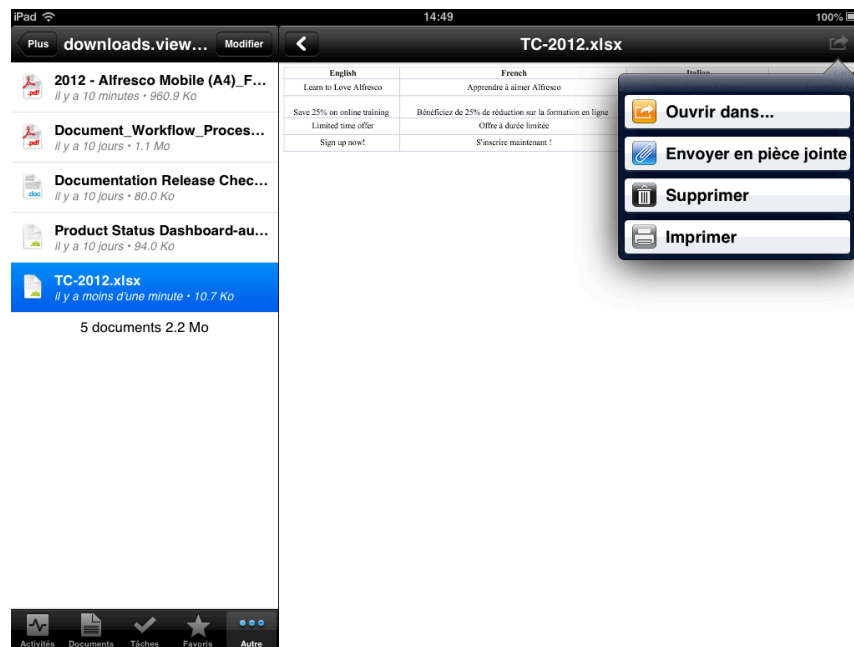 iPad 14:49 100%
Plus downloads.view... Modifier
TC-2012.xlsx
2012 - Alfresco Mobile (A4)_F...
.pdf
il y a 10 minutes • 960.9 Ko
Document_Workflow_Proces...
.pdf
il y a 10 jours • 1.1 Mo
Documentation Release Chec...
.doc
il y a 10 jours • 80.0 Ko
Product Status Dashboard-au...
.xls
il y a 10 jours • 94.0 Ko
TC-2012.xlsx
il y a moins d'une minute • 10.7 Ko
5 documents 2.2 Mo
English French Italian
Learn to Love Alfresco Apprendre à aimer Alfresco
Save 25% on online training Bénéficiez de 25% de réduction sur la formation en ligne
Limited time offer Offre à durée limitée
Sign up now! S'inscrire maintenant !
Ouvrir dans...
Envoyer en pièce jointe
Supprimer
Imprimer
Activités Documents Tâches Favoris Autre